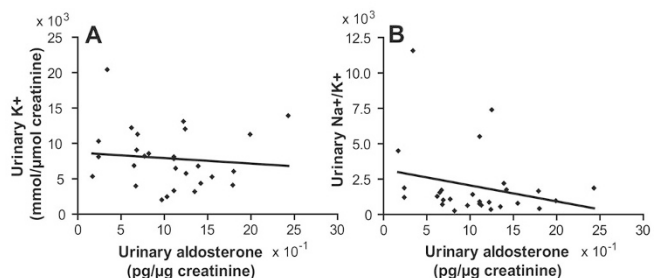 x 10³
A
Urinary K+
(mmol/µmol creatinine)
25
20
15
10
5
0
0 5 10 15 20 25 30
Urinary aldosterone x 10⁻¹
(pg/µg creatinine)
x 10³
B
Urinary Na+/K+
12.5
10.0
7.5
5.0
2.5
0
0 5 10 15 20 25 30
Urinary aldosterone x 10⁻¹
(pg/µg creatinine)